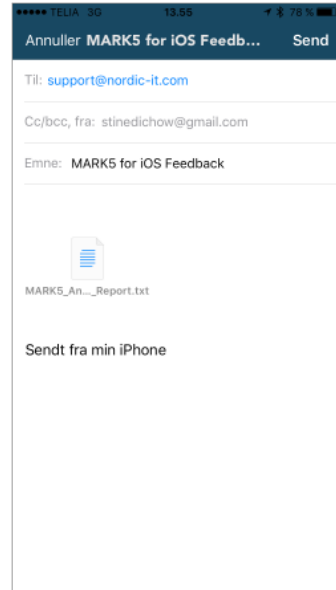 TELIA 3G 13.55 78 %
Annuller MARK5 for iOS Feedb... Send
Til: support@nordic-it.com
Cc/bcc, fra: stinedichow@gmail.com
Emne: MARK5 for iOS Feedback
MARK5_An..._Report.txt
Sendt fra min iPhone